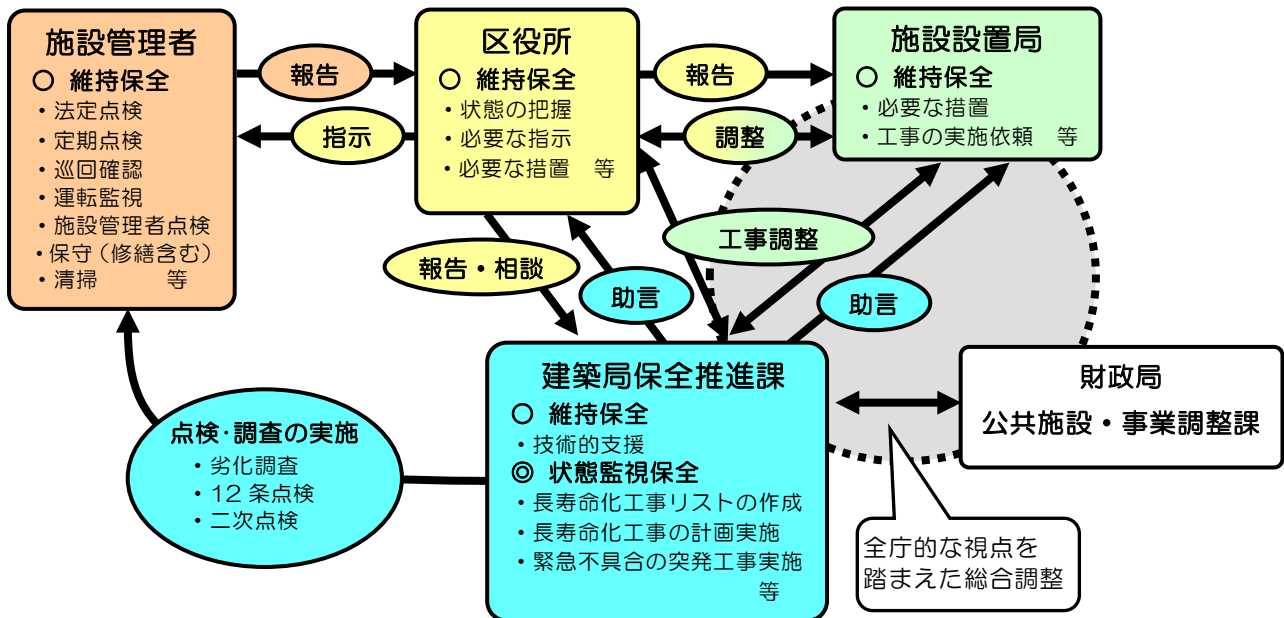 施設管理者
○ 維持保全
・法定点検
・定期点検
・巡回確認
・運転監視
・施設管理者点検
・保守（修繕含む）
・清掃　　　等
報告
指示
区役所
○ 維持保全
・状態の把握
・必要な指示
・必要な措置　等
報告
調整
施設設置局
○ 維持保全
・必要な措置
・工事の実施依頼　等
報告・相談
助言
工事調整
助言
点検・調査の実施
・劣化調査
・12 条点検
・二次点検
建築局保全推進課
○ 維持保全
・技術的支援
◎ 状態監視保全
・長寿命化工事リストの作成
・長寿命化工事の計画実施
・緊急不具合の突発工事実施
等
財政局
公共施設・事業調整課
全庁的な視点を
踏まえた総合調整